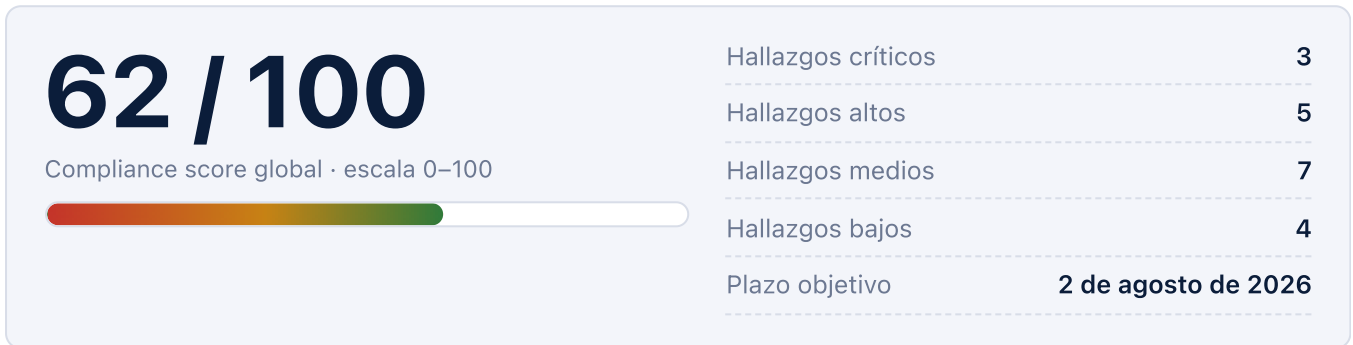 62 / 100
Compliance score global · escala 0–100
Hallazgos críticos 3
Hallazgos altos 5
Hallazgos medios 7
Hallazgos bajos 4
Plazo objetivo 2 de agosto de 2026